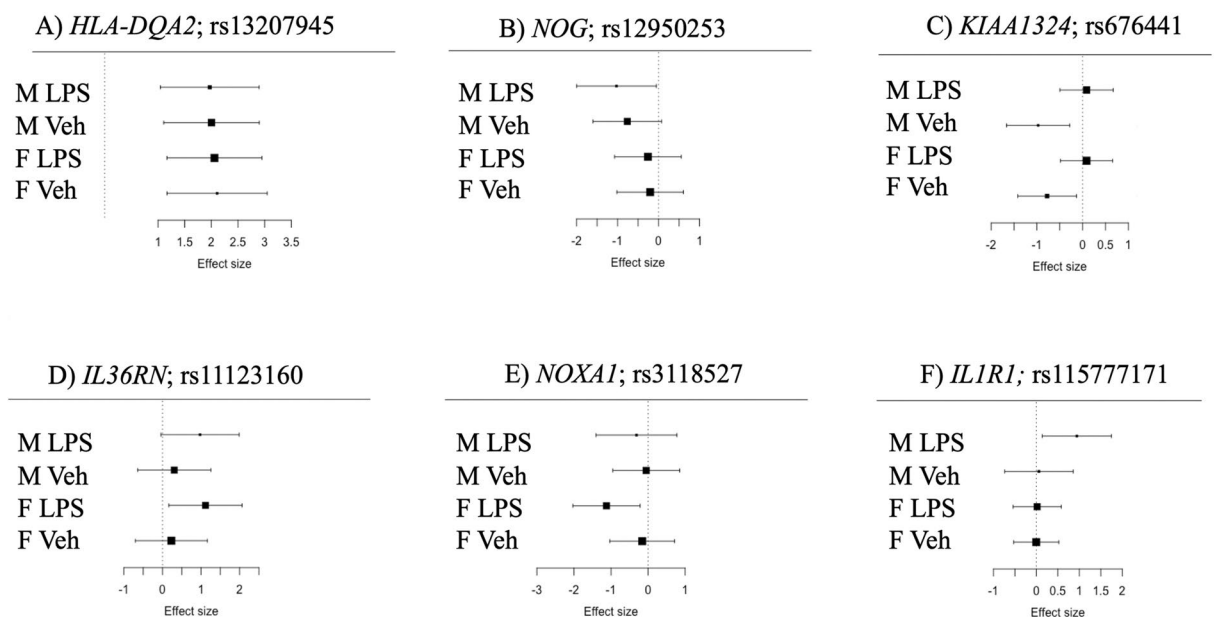 A) HLA-DQA2; rs13207945
M LPS
M Veh
F LPS
F Veh
1 1.5 2 2.5 3 3.5
Effect size
B) NOG; rs12950253
M LPS
M Veh
F LPS
F Veh
-2 -1 0 1
Effect size
C) KIAA1324; rs676441
M LPS
M Veh
F LPS
F Veh
-2 -1 0 0.5 1
Effect size
D) IL36RN; rs11123160
M LPS
M Veh
F LPS
F Veh
-1 0 1 2
Effect size
E) NOXA1; rs3118527
M LPS
M Veh
F LPS
F Veh
-3 -2 -1 0 1
Effect size
F) IL1R1; rs115777171
M LPS
M Veh
F LPS
F Veh
-1 0 0.5 1 1.5 2
Effect size